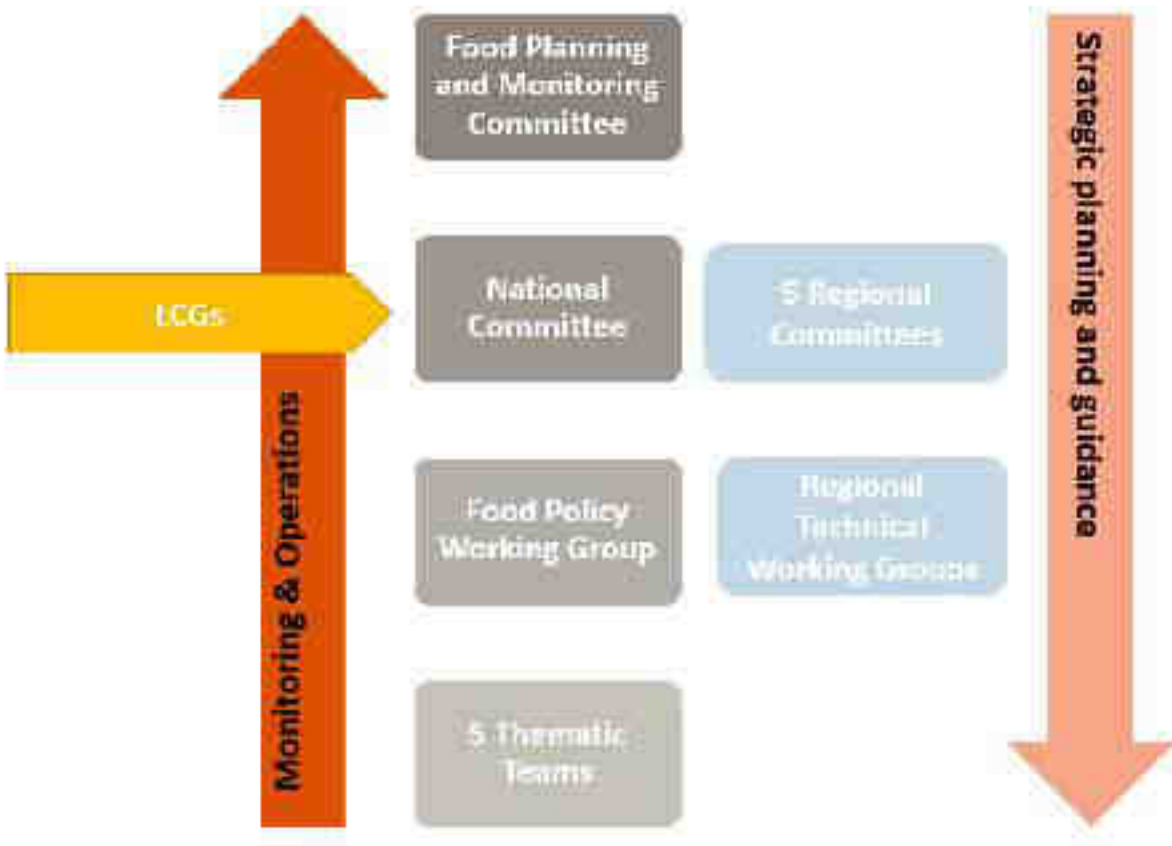 Food Planning
and Monitoring
Committee
Strategic planning and guidance
LCGs
National
Committee
5 Regional
Committees
Monitoring & Operations
Food Policy
Working Group
Regional
Technical
Working Groups
5 Thematic
Teams